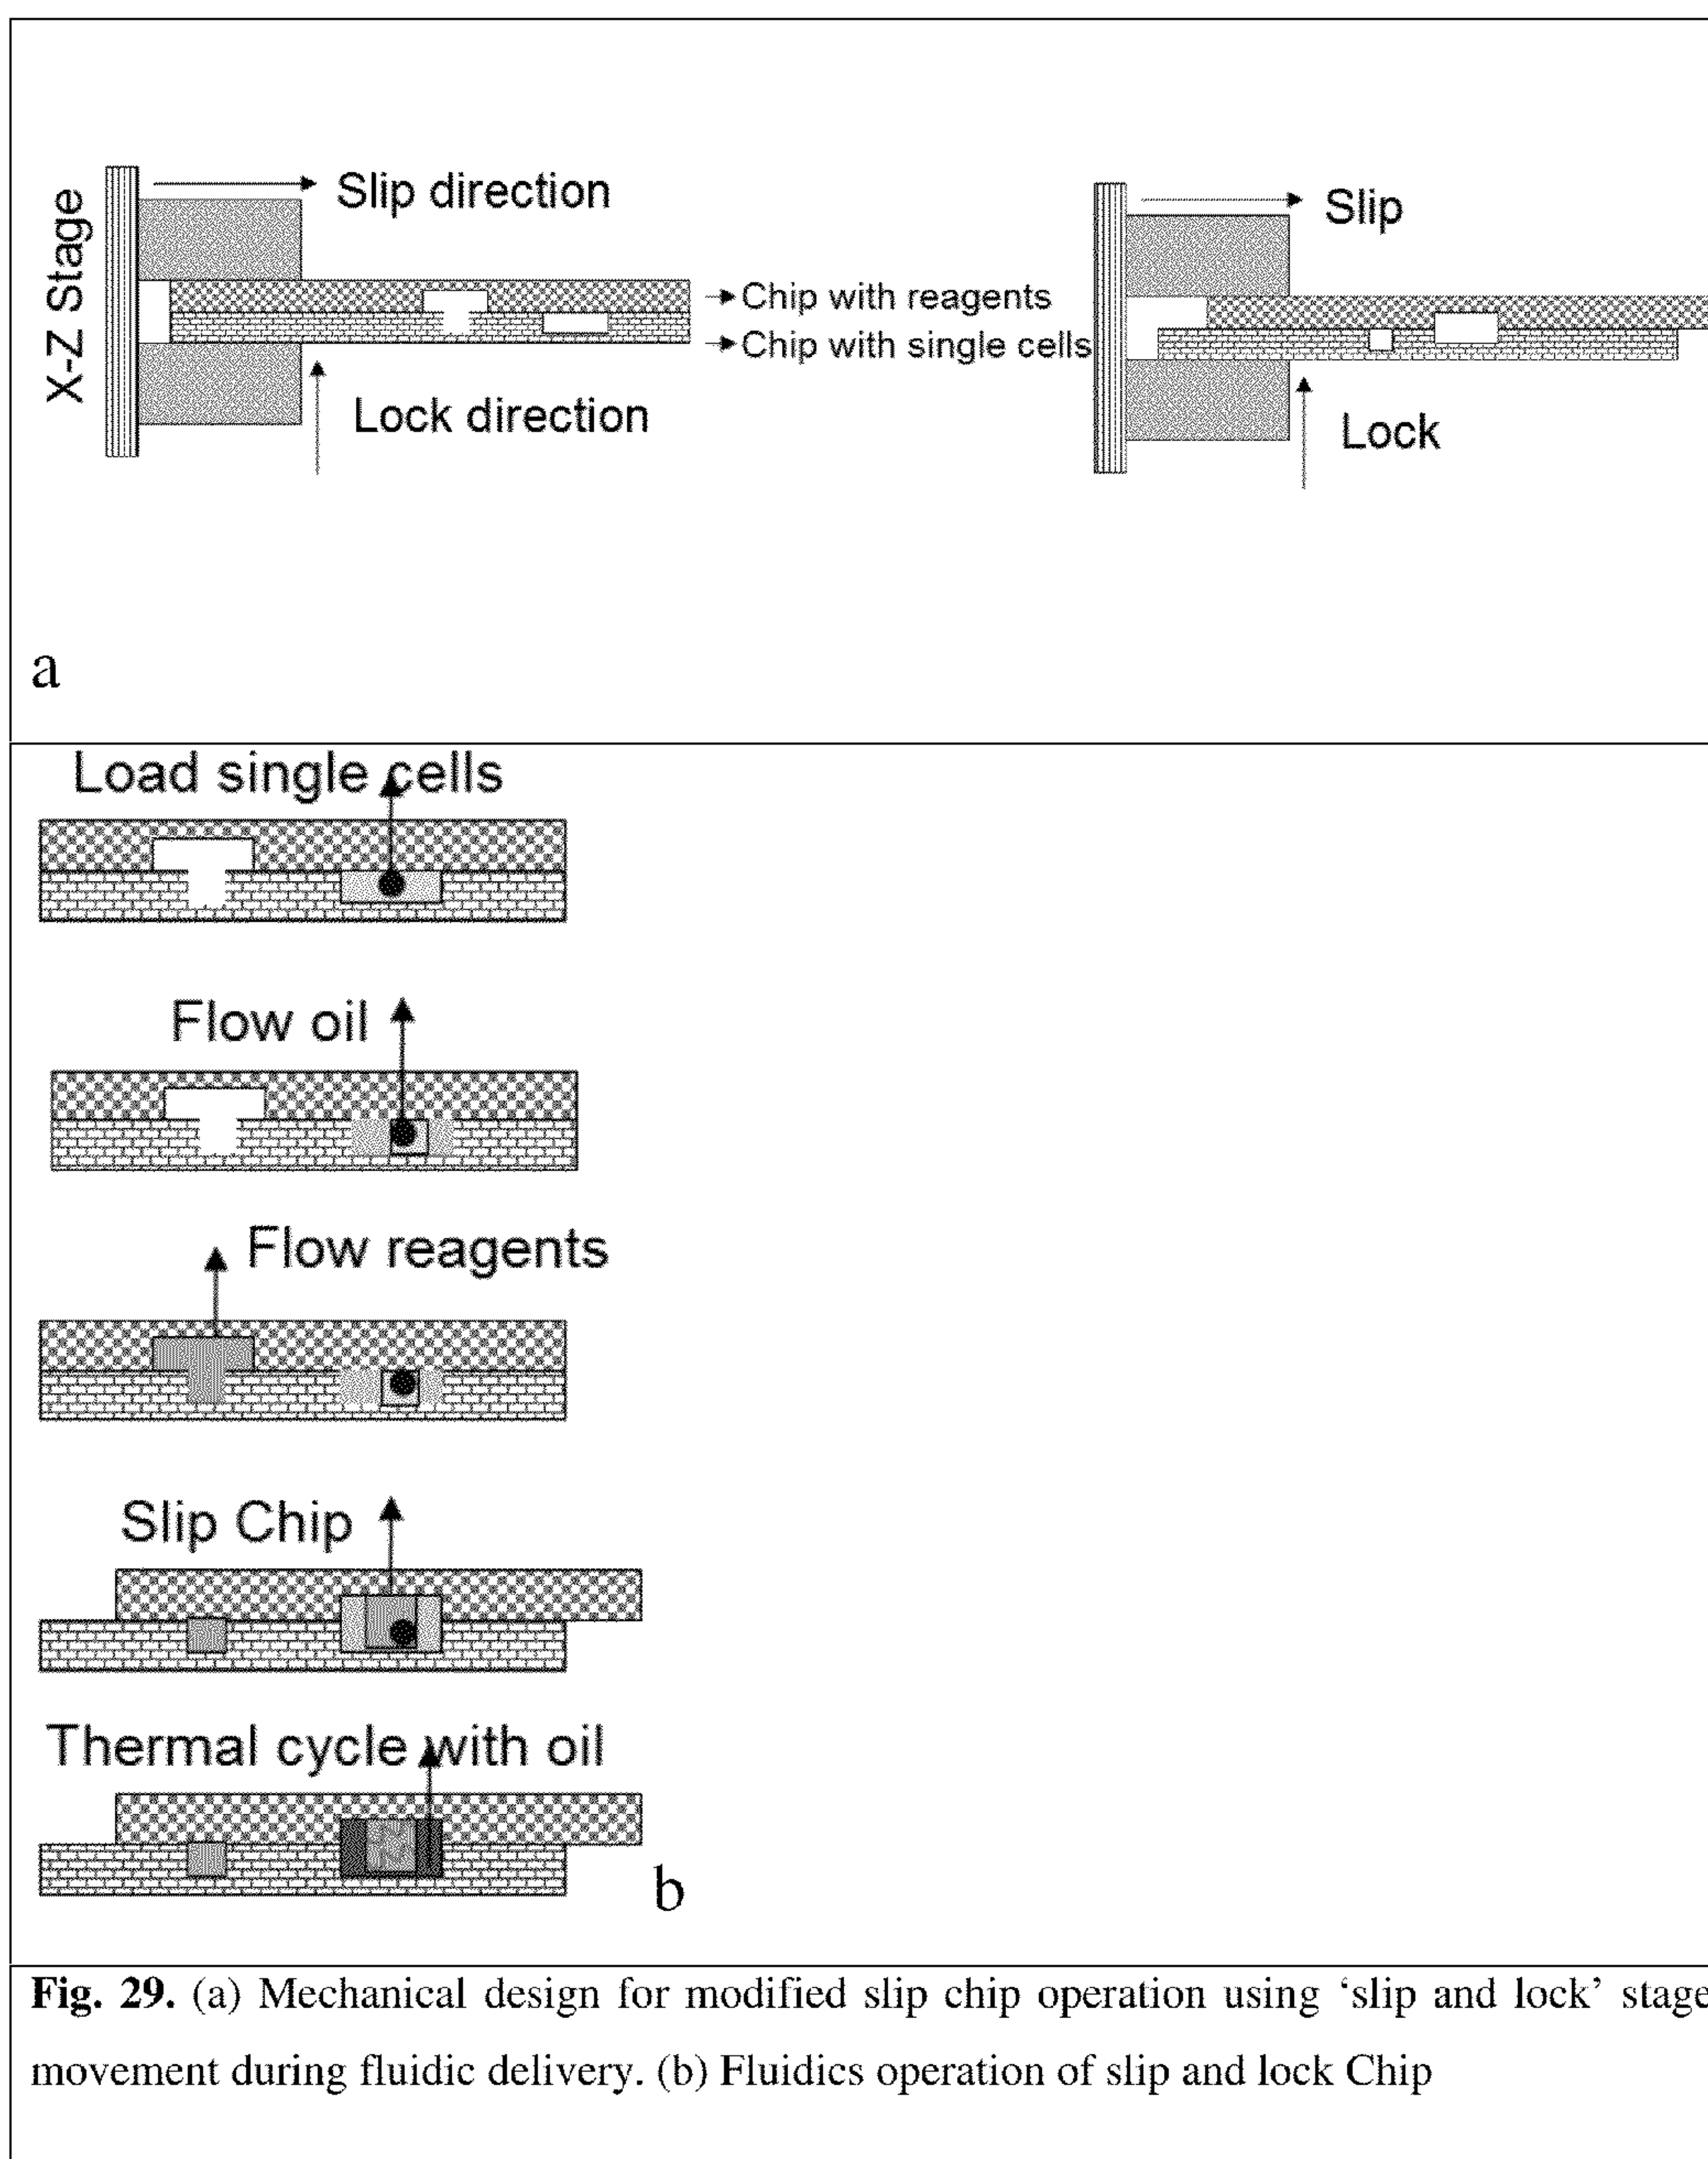 X-Z Stage
Slip direction
Chip with reagents
Chip with single cells
Lock direction
Slip
Lock
a
Load single cells
Flow oil
Flow reagents
Slip Chip
Thermal cycle with oil
b
Fig. 29. (a) Mechanical design for modified slip chip operation using ‘slip and lock’ stage
movement during fluidic delivery. (b) Fluidics operation of slip and lock Chip